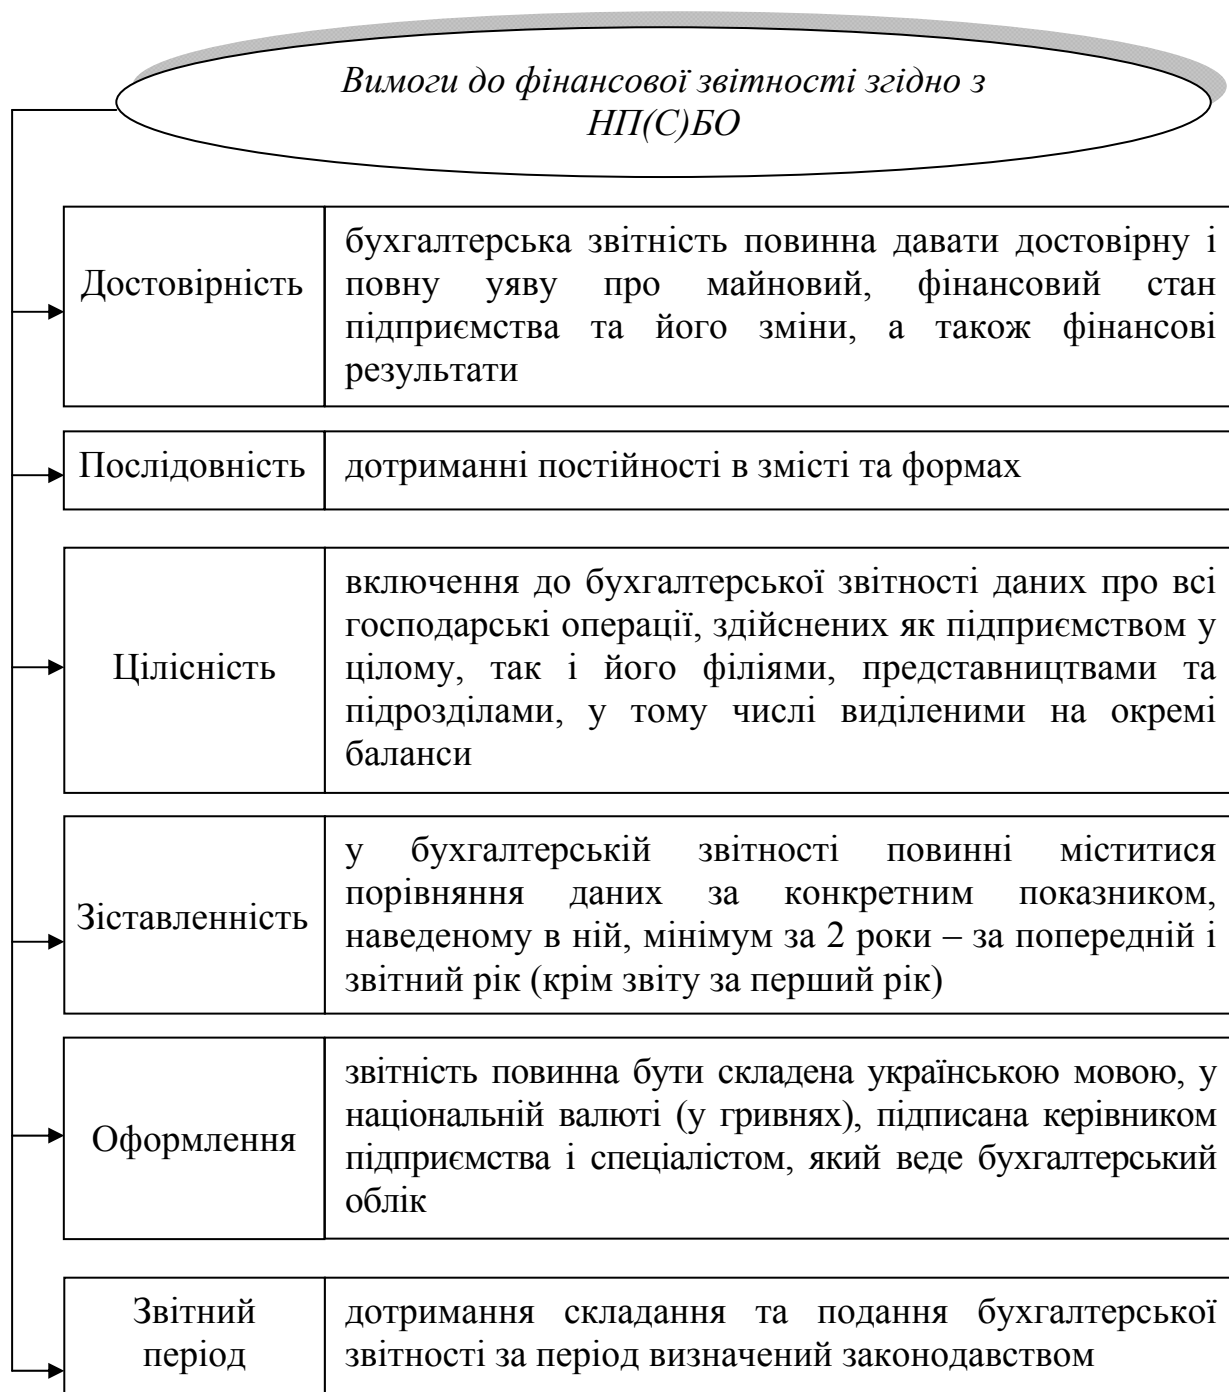 Вимоги до фінансової звітності згідно з
НП(С)БО
Достовірність
бухгалтерська звітність повинна давати достовірну і
повну уяву про майновий, фінансовий стан
підприємства та його зміни, а також фінансові
результати
Послідовність
дотриманні постійності в змісті та формах
Цілісність
включення до бухгалтерської звітності даних про всі
господарські операції, здійснених як підприємством у
цілому, так і його філіями, представництвами та
підрозділами, у тому числі виділеними на окремі
баланси
Зіставленність
у бухгалтерській звітності повинні міститися
порівняння даних за конкретним показником,
наведеному в ній, мінімум за 2 роки – за попередній і
звітний рік (крім звіту за перший рік)
Оформлення
звітність повинна бути складена українською мовою, у
національній валюті (у гривнях), підписана керівником
підприємства і спеціалістом, який веде бухгалтерський
облік
Звітний
період
дотримання складання та подання бухгалтерської
звітності за період визначений законодавством